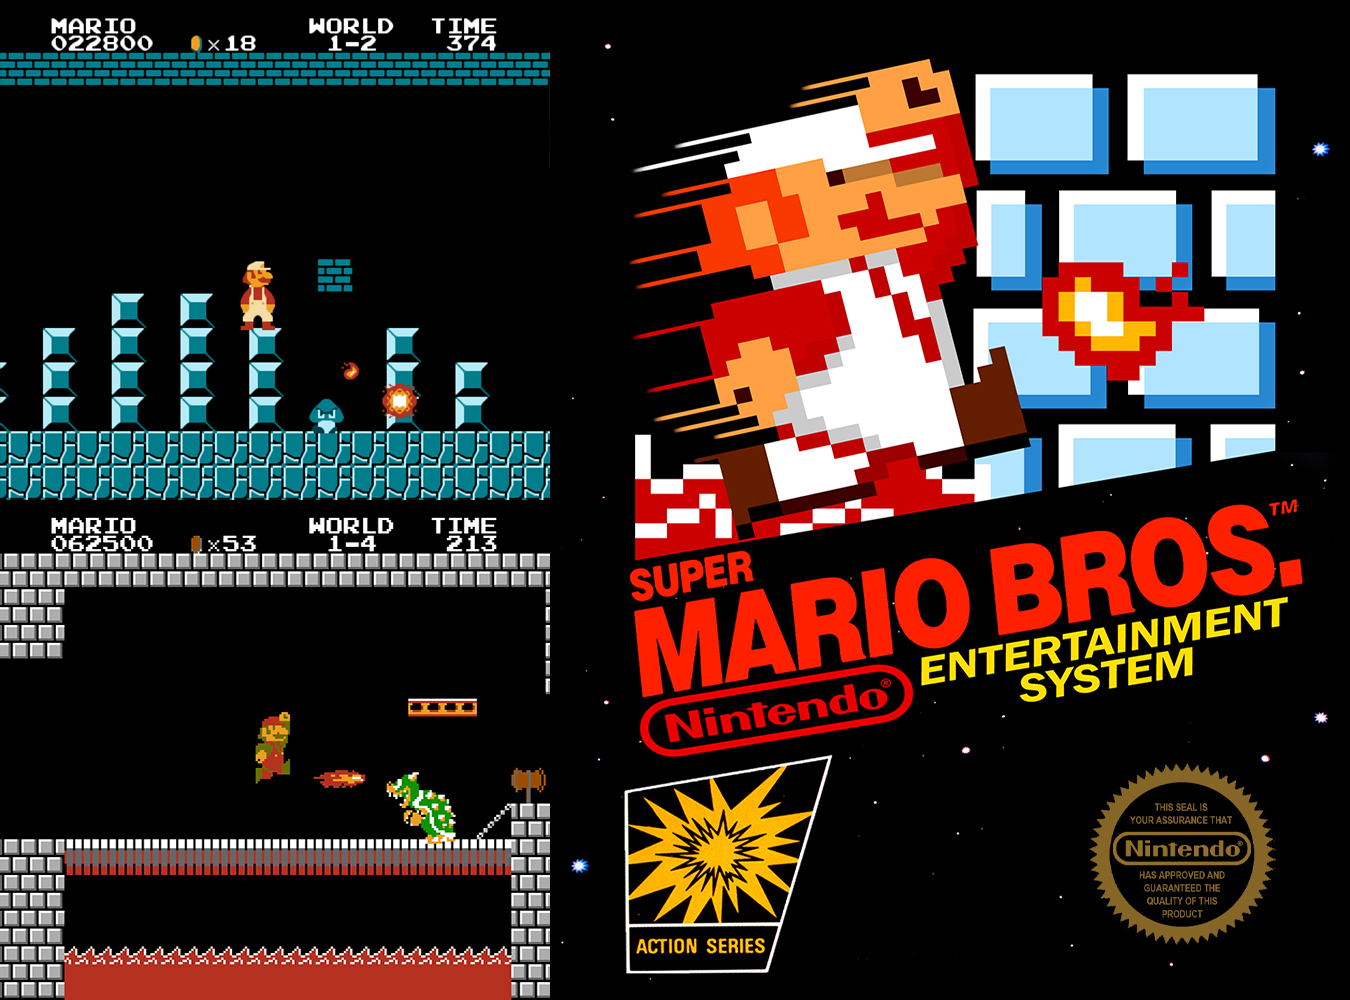 MARIO WORLD TIME
022800 ×18 1-2 374
MARIO WORLD TIME
062500 ×53 1-4 213
SUPER
MARIO BROS.™
ENTERTAINMENT
SYSTEM
Nintendo®
ACTION SERIES
THIS SEAL IS
YOUR ASSURANCE THAT
Nintendo®
HAS APPROVED AND
GUARANTEED THE
QUALITY OF THIS
PRODUCT